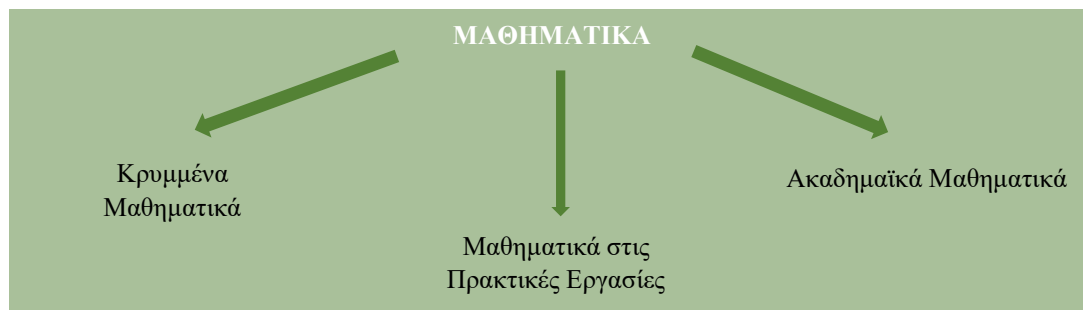 ΜΑΘΗΜΑΤΙΚΑ
Κρυμμένα
Μαθηματικά
Ακαδημαϊκά Μαθηματικά
Μαθηματικά στις
Πρακτικές Εργασίες